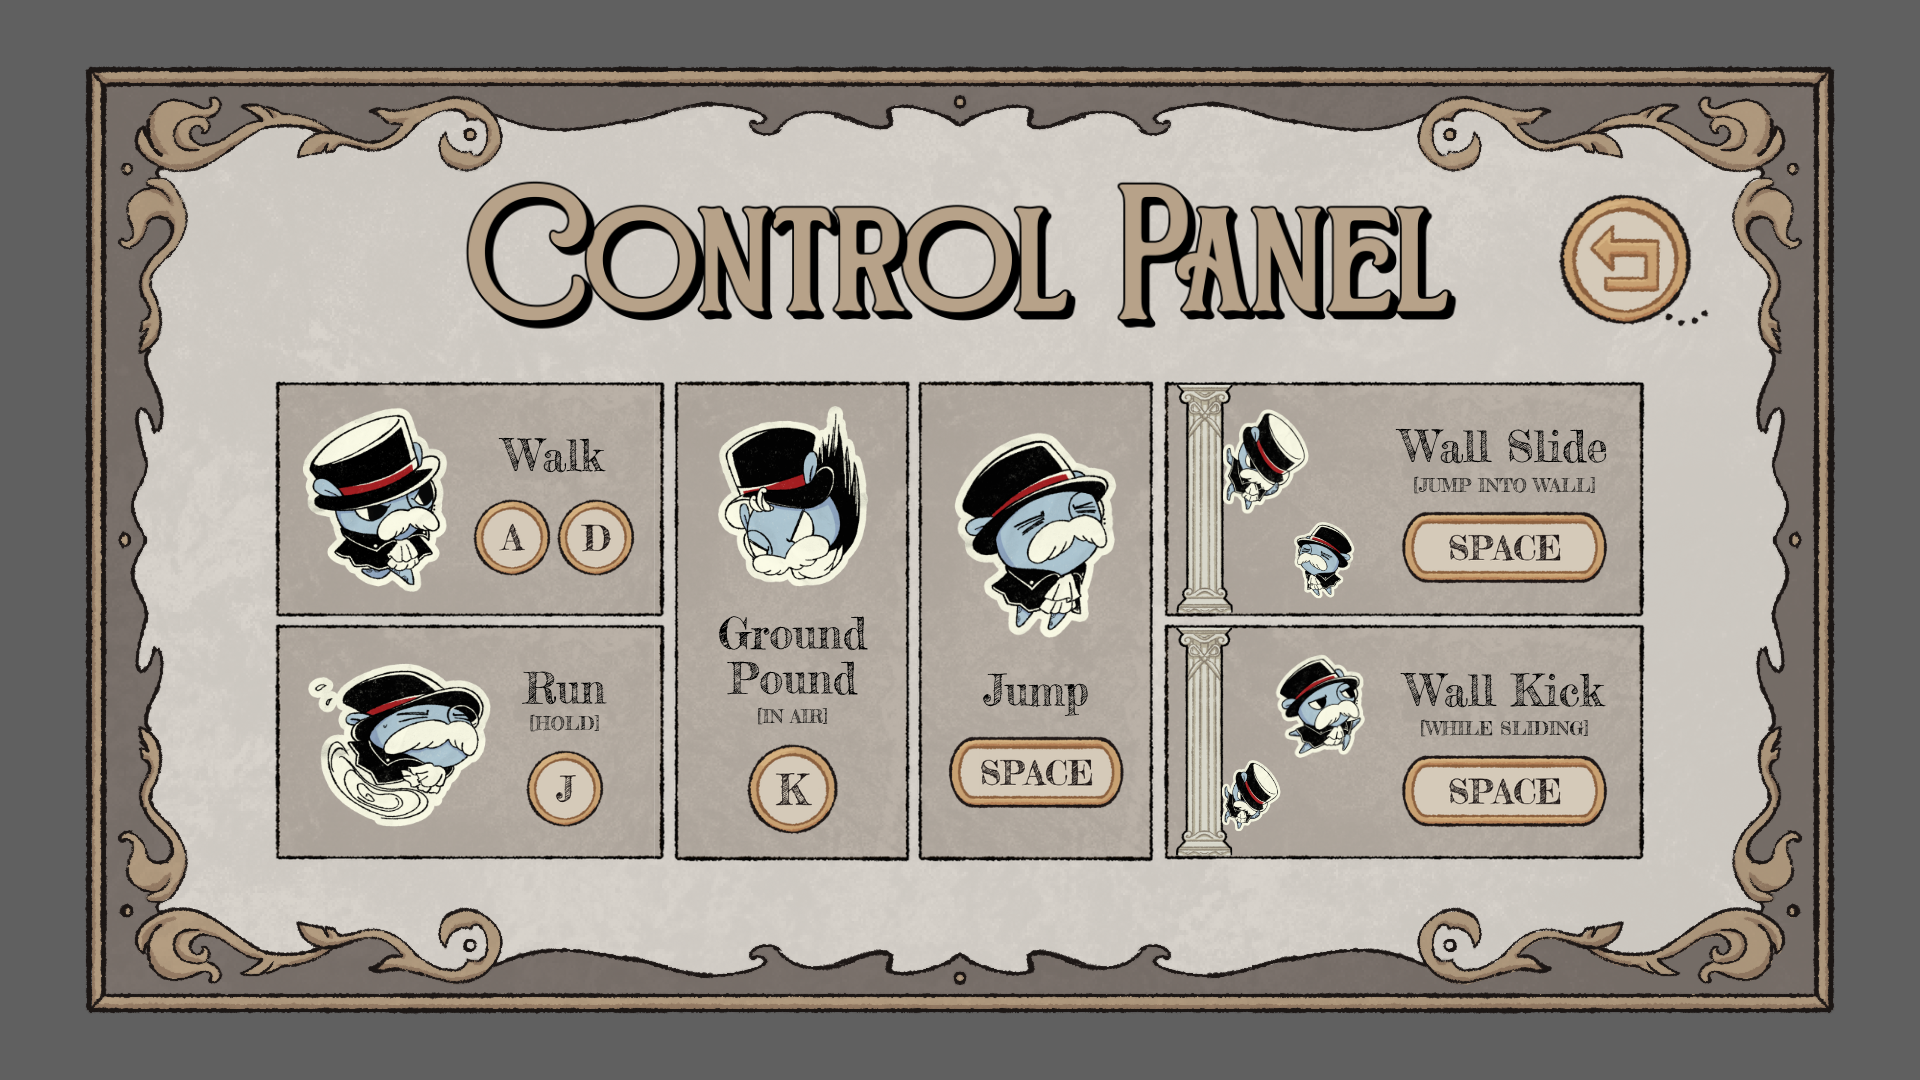 CONTROL PANEL
Walk
A D
Run
[HOLD]
J
Ground
Pound
[IN AIR]
K
Jump
SPACE
Wall Slide
[JUMP INTO WALL]
SPACE
Wall Kick
[WHILE SLIDING]
SPACE